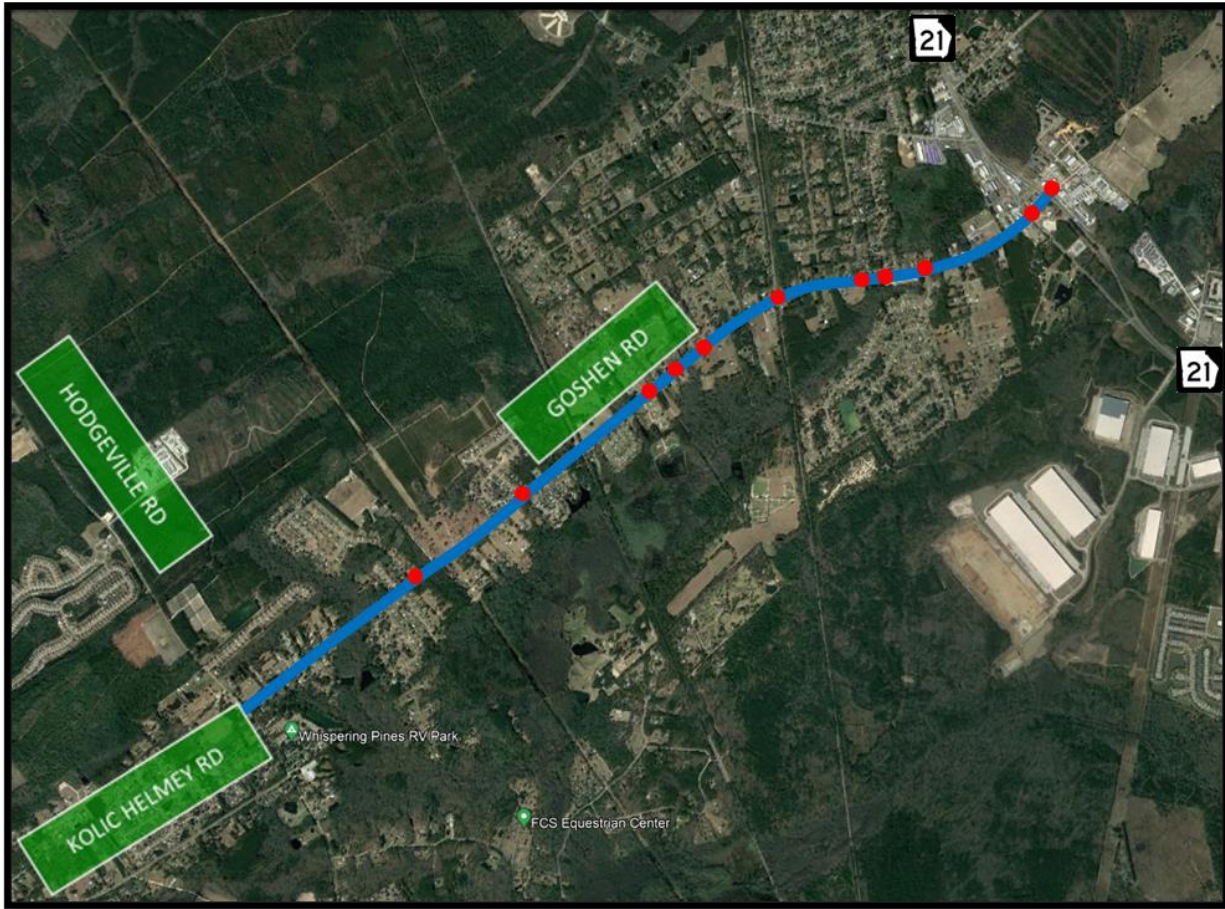 21
21
GOSHEN RD
HODGEVILLE RD
KOLIC HELMEY RD
Whispering Pines RV Park
FCS Equestrian Center